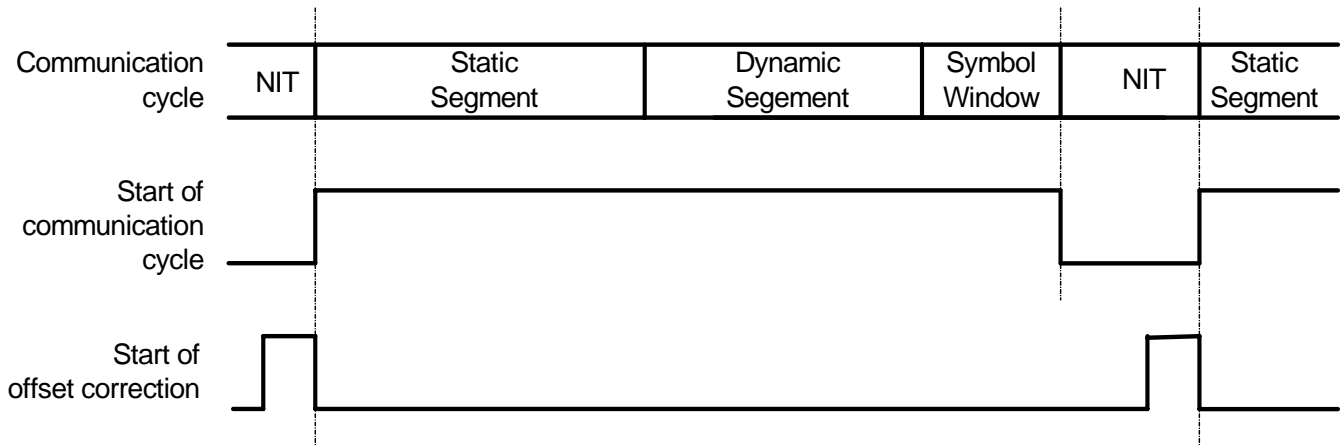 Communication
cycle
NIT
Static
Segment
Dynamic
Segement
Symbol
Window
NIT
Static
Segment
Start of
communication
cycle
Start of
offset correction